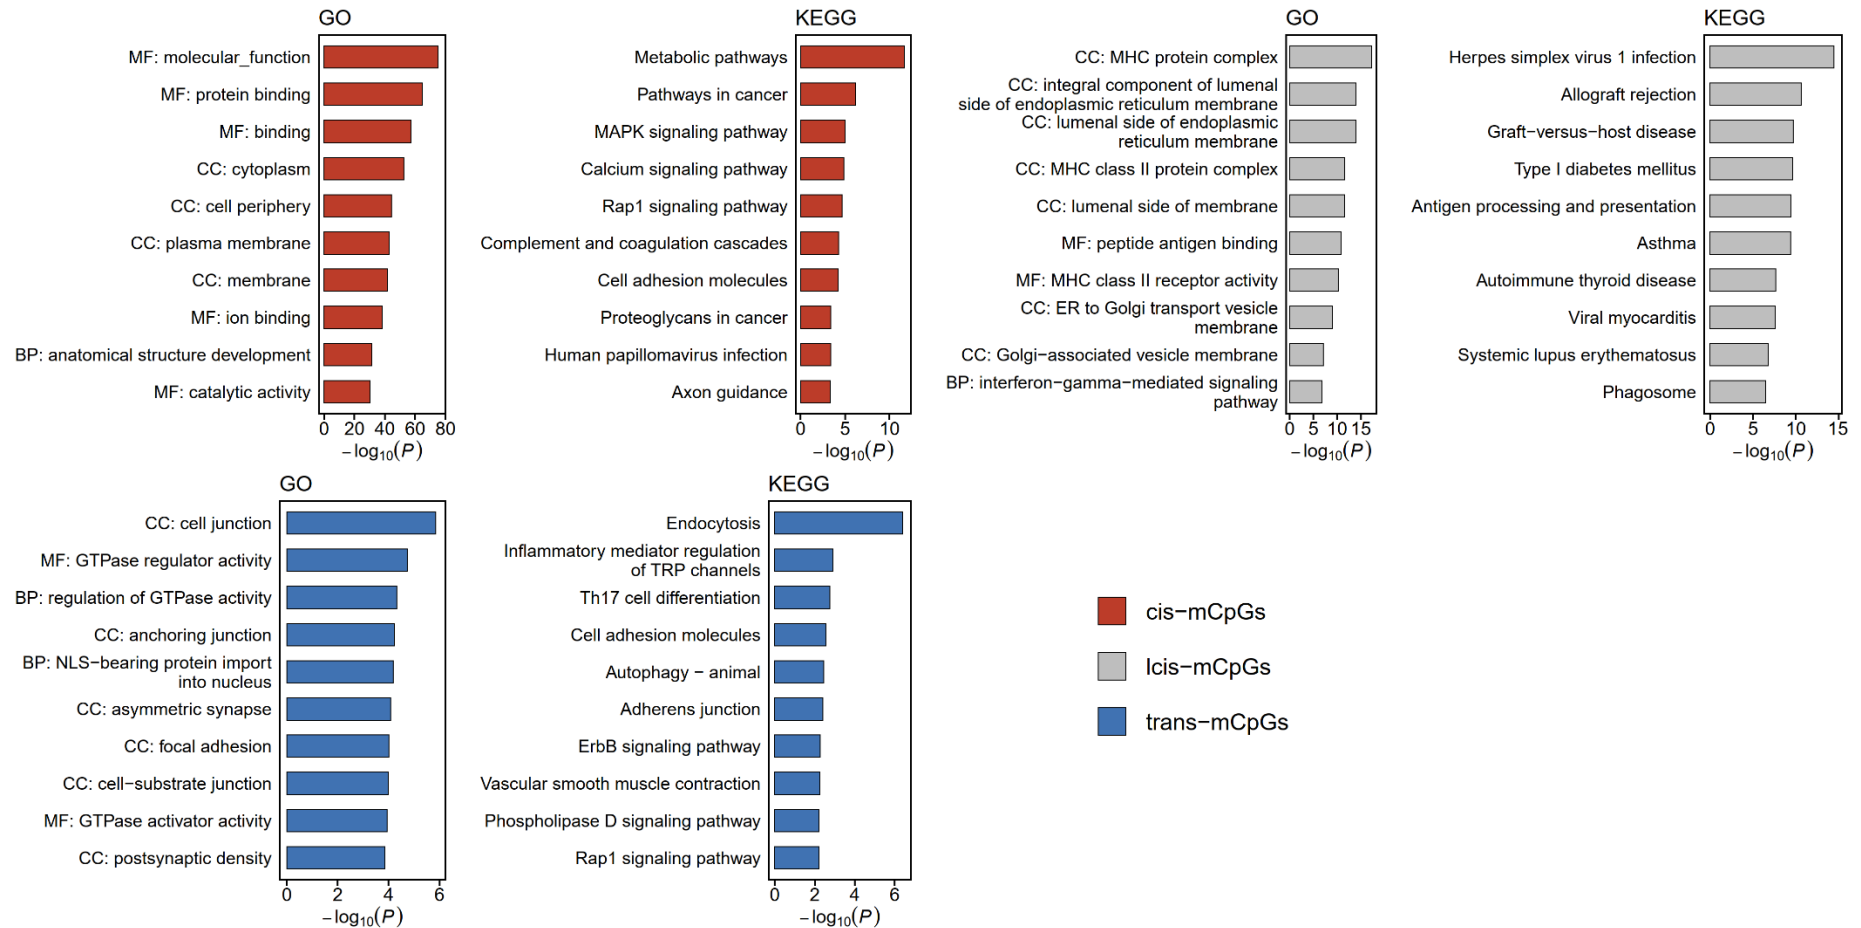 GO
MF: molecular_function
MF: protein binding
MF: binding
CC: cytoplasm
CC: cell periphery
CC: plasma membrane
CC: membrane
MF: ion binding
BP: anatomical structure development
MF: catalytic activity
0 20 40 60 80
−log₁₀(P)
KEGG
Metabolic pathways
Pathways in cancer
MAPK signaling pathway
Calcium signaling pathway
Rap1 signaling pathway
Complement and coagulation cascades
Cell adhesion molecules
Proteoglycans in cancer
Human papillomavirus infection
Axon guidance
0 5 10
−log₁₀(P)
GO
CC: MHC protein complex
CC: integral component of lumenal
side of endoplasmic reticulum membrane
CC: lumenal side of endoplasmic
reticulum membrane
CC: MHC class II protein complex
CC: lumenal side of membrane
MF: peptide antigen binding
MF: MHC class II receptor activity
CC: ER to Golgi transport vesicle
membrane
CC: Golgi−associated vesicle membrane
BP: interferon−gamma−mediated signaling
pathway
0 5 10 15
−log₁₀(P)
KEGG
Herpes simplex virus 1 infection
Allograft rejection
Graft−versus−host disease
Type I diabetes mellitus
Antigen processing and presentation
Asthma
Autoimmune thyroid disease
Viral myocarditis
Systemic lupus erythematosus
Phagosome
0 5 10 15
−log₁₀(P)
GO
CC: cell junction
MF: GTPase regulator activity
BP: regulation of GTPase activity
CC: anchoring junction
BP: NLS−bearing protein import
into nucleus
CC: asymmetric synapse
CC: focal adhesion
CC: cell−substrate junction
MF: GTPase activator activity
CC: postsynaptic density
0 2 4 6
−log₁₀(P)
KEGG
Endocytosis
Inflammatory mediator regulation
of TRP channels
Th17 cell differentiation
Cell adhesion molecules
Autophagy − animal
Adherens junction
ErbB signaling pathway
Vascular smooth muscle contraction
Phospholipase D signaling pathway
Rap1 signaling pathway
0 2 4 6
−log₁₀(P)
cis−mCpGs
lcis−mCpGs
trans−mCpGs